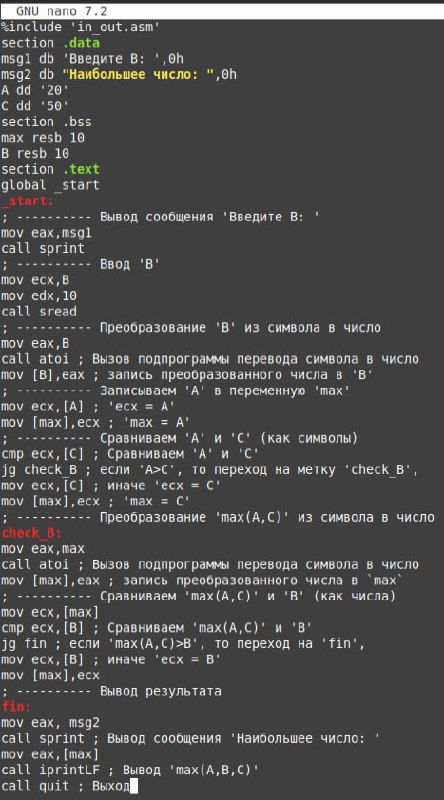 GNU nano 7.2
%include 'in_out.asm'
section .data
msg1 db 'Введите B: ',0h
msg2 db "Наибольшее число: ",0h
A dd '20'
C dd '50'
section .bss
max resb 10
B resb 10
section .text
global _start
_start:
; ---------- Вывод сообщения 'Введите B: '
mov eax,msg1
call sprint
; ---------- Ввод 'B'
mov ecx,B
mov edx,10
call sread
; ---------- Преобразование 'B' из символа в число
mov eax,B
call atoi ; Вызов подпрограммы перевода символа в число
mov [B],eax ; запись преобразованного числа в 'B'
; ---------- Записываем 'A' в переменную 'max'
mov ecx,[A] ; 'ecx = A'
mov [max],ecx ; 'max = A'
; ---------- Сравниваем 'A' и 'C' (как символы)
cmp ecx,[C] ; Сравниваем 'A' и 'C'
jg check_B ; если 'A>C', то переход на метку 'check_B',
mov ecx,[C] ; иначе 'ecx = C'
mov [max],ecx ; 'max = C'
; ---------- Преобразование 'max(A,C)' из символа в число
check_B:
mov eax,max
call atoi ; Вызов подпрограммы перевода символа в число
mov [max],eax ; запись преобразованного числа в `max`
; ---------- Сравниваем 'max(A,C)' и 'B' (как числа)
mov ecx,[max]
cmp ecx,[B] ; Сравниваем 'max(A,C)' и 'B'
jg fin ; если 'max(A,C)>B', то переход на 'fin',
mov ecx,[B] ; иначе 'ecx = B'
mov [max],ecx
; ---------- Вывод результата
fin:
mov eax, msg2
call sprint ; Вывод сообщения 'Наибольшее число: '
mov eax,[max]
call iprintLF ; Вывод 'max(A,B,C)'
call quit ; Выход